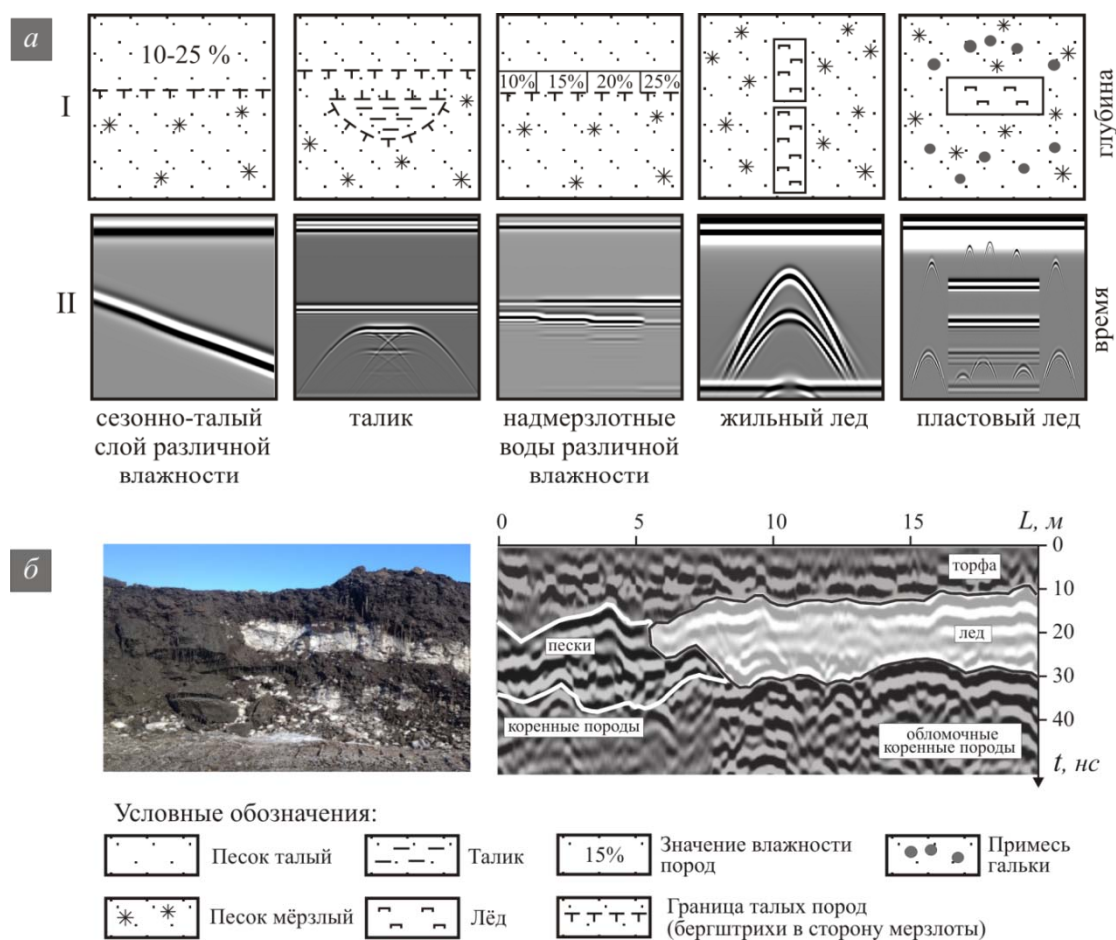 а
10-25 %
10% 15% 20% 25%
I
глубина
II
время
сезонно-талый
слой различной
влажности
талик
надмерзлотные
воды различной
влажности
жильный лед
пластовый лед
б
0 5 10 15 L, м
0
торфа
10
пески
лед
20
30
коренные породы
40
обломочные
коренные породы
t, нс
Условные обозначения:
Песок талый
Талик
15%
Значение влажности
пород
Примесь
гальки
Песок мёрзлый
Лёд
Граница талых пород
(бергштрихи в сторону мерзлоты)